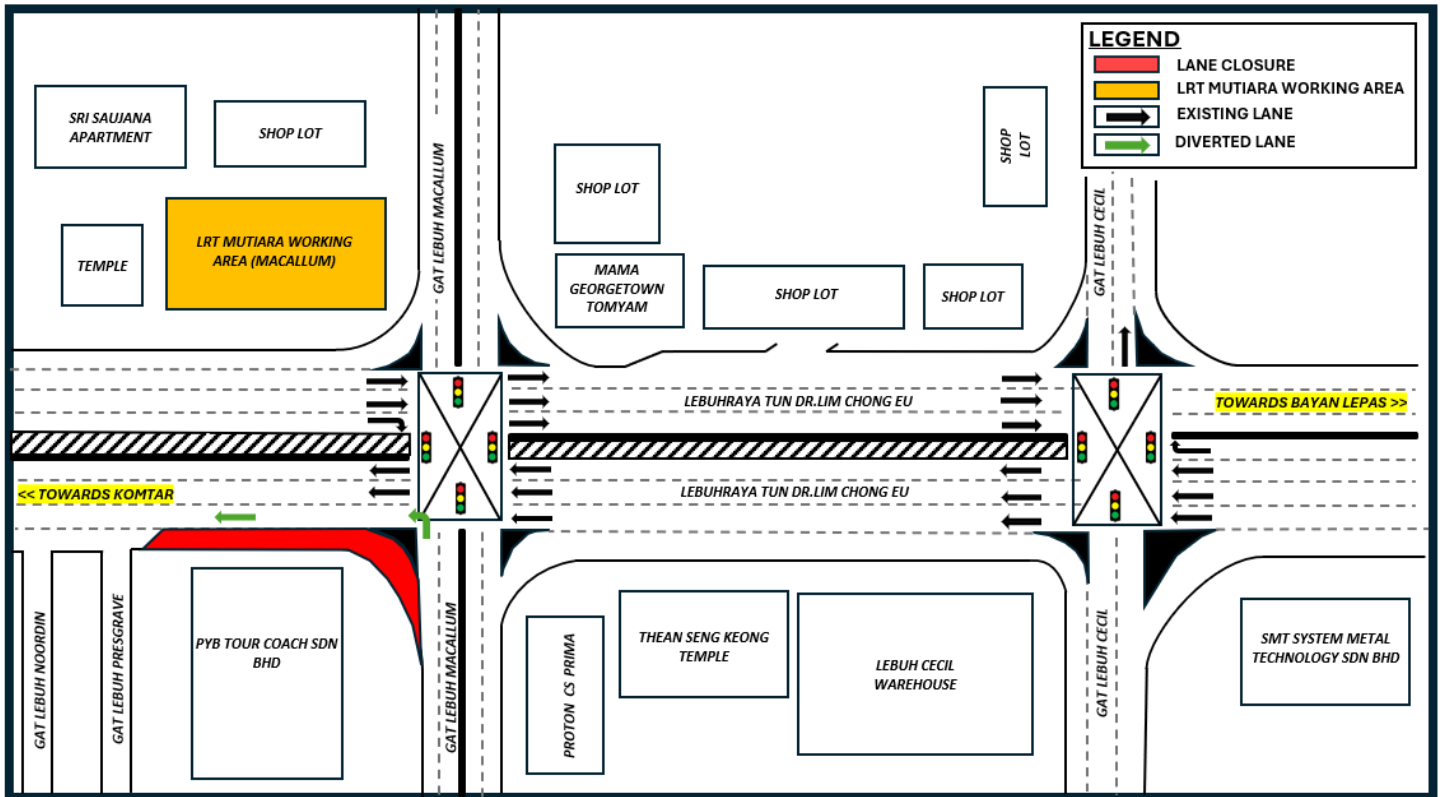 LEGEND
LANE CLOSURE
LRT MUTIARA WORKING AREA
EXISTING LANE
DIVERTED LANE
SRI SAUJANA
APARTMENT
SHOP LOT
TEMPLE
LRT MUTIARA WORKING
AREA (MACALLUM)
GAT LEBUH MACALLUM
SHOP LOT
MAMA
GEORGETOWN
TOMYAM
SHOP LOT
SHOP LOT
SHOP
LOT
GAT LEBUH CECIL
GAT LEBUH CECIL
LEBUHRAYA TUN DR.LIM CHONG EU
TOWARDS BAYAN LEPAS >>
<< TOWARDS KOMTAR
LEBUHRAYA TUN DR.LIM CHONG EU
GAT LEBUH NOORDIN
GAT LEBUH PRESGRAVE
PYB TOUR COACH SDN
BHD
GAT LEBUH MACALLUM
PROTON CS PRIMA
THEAN SENG KEONG
TEMPLE
LEBUH CECIL
WAREHOUSE
GAT LEBUH CECIL
SMT SYSTEM METAL
TECHNOLOGY SDN BHD